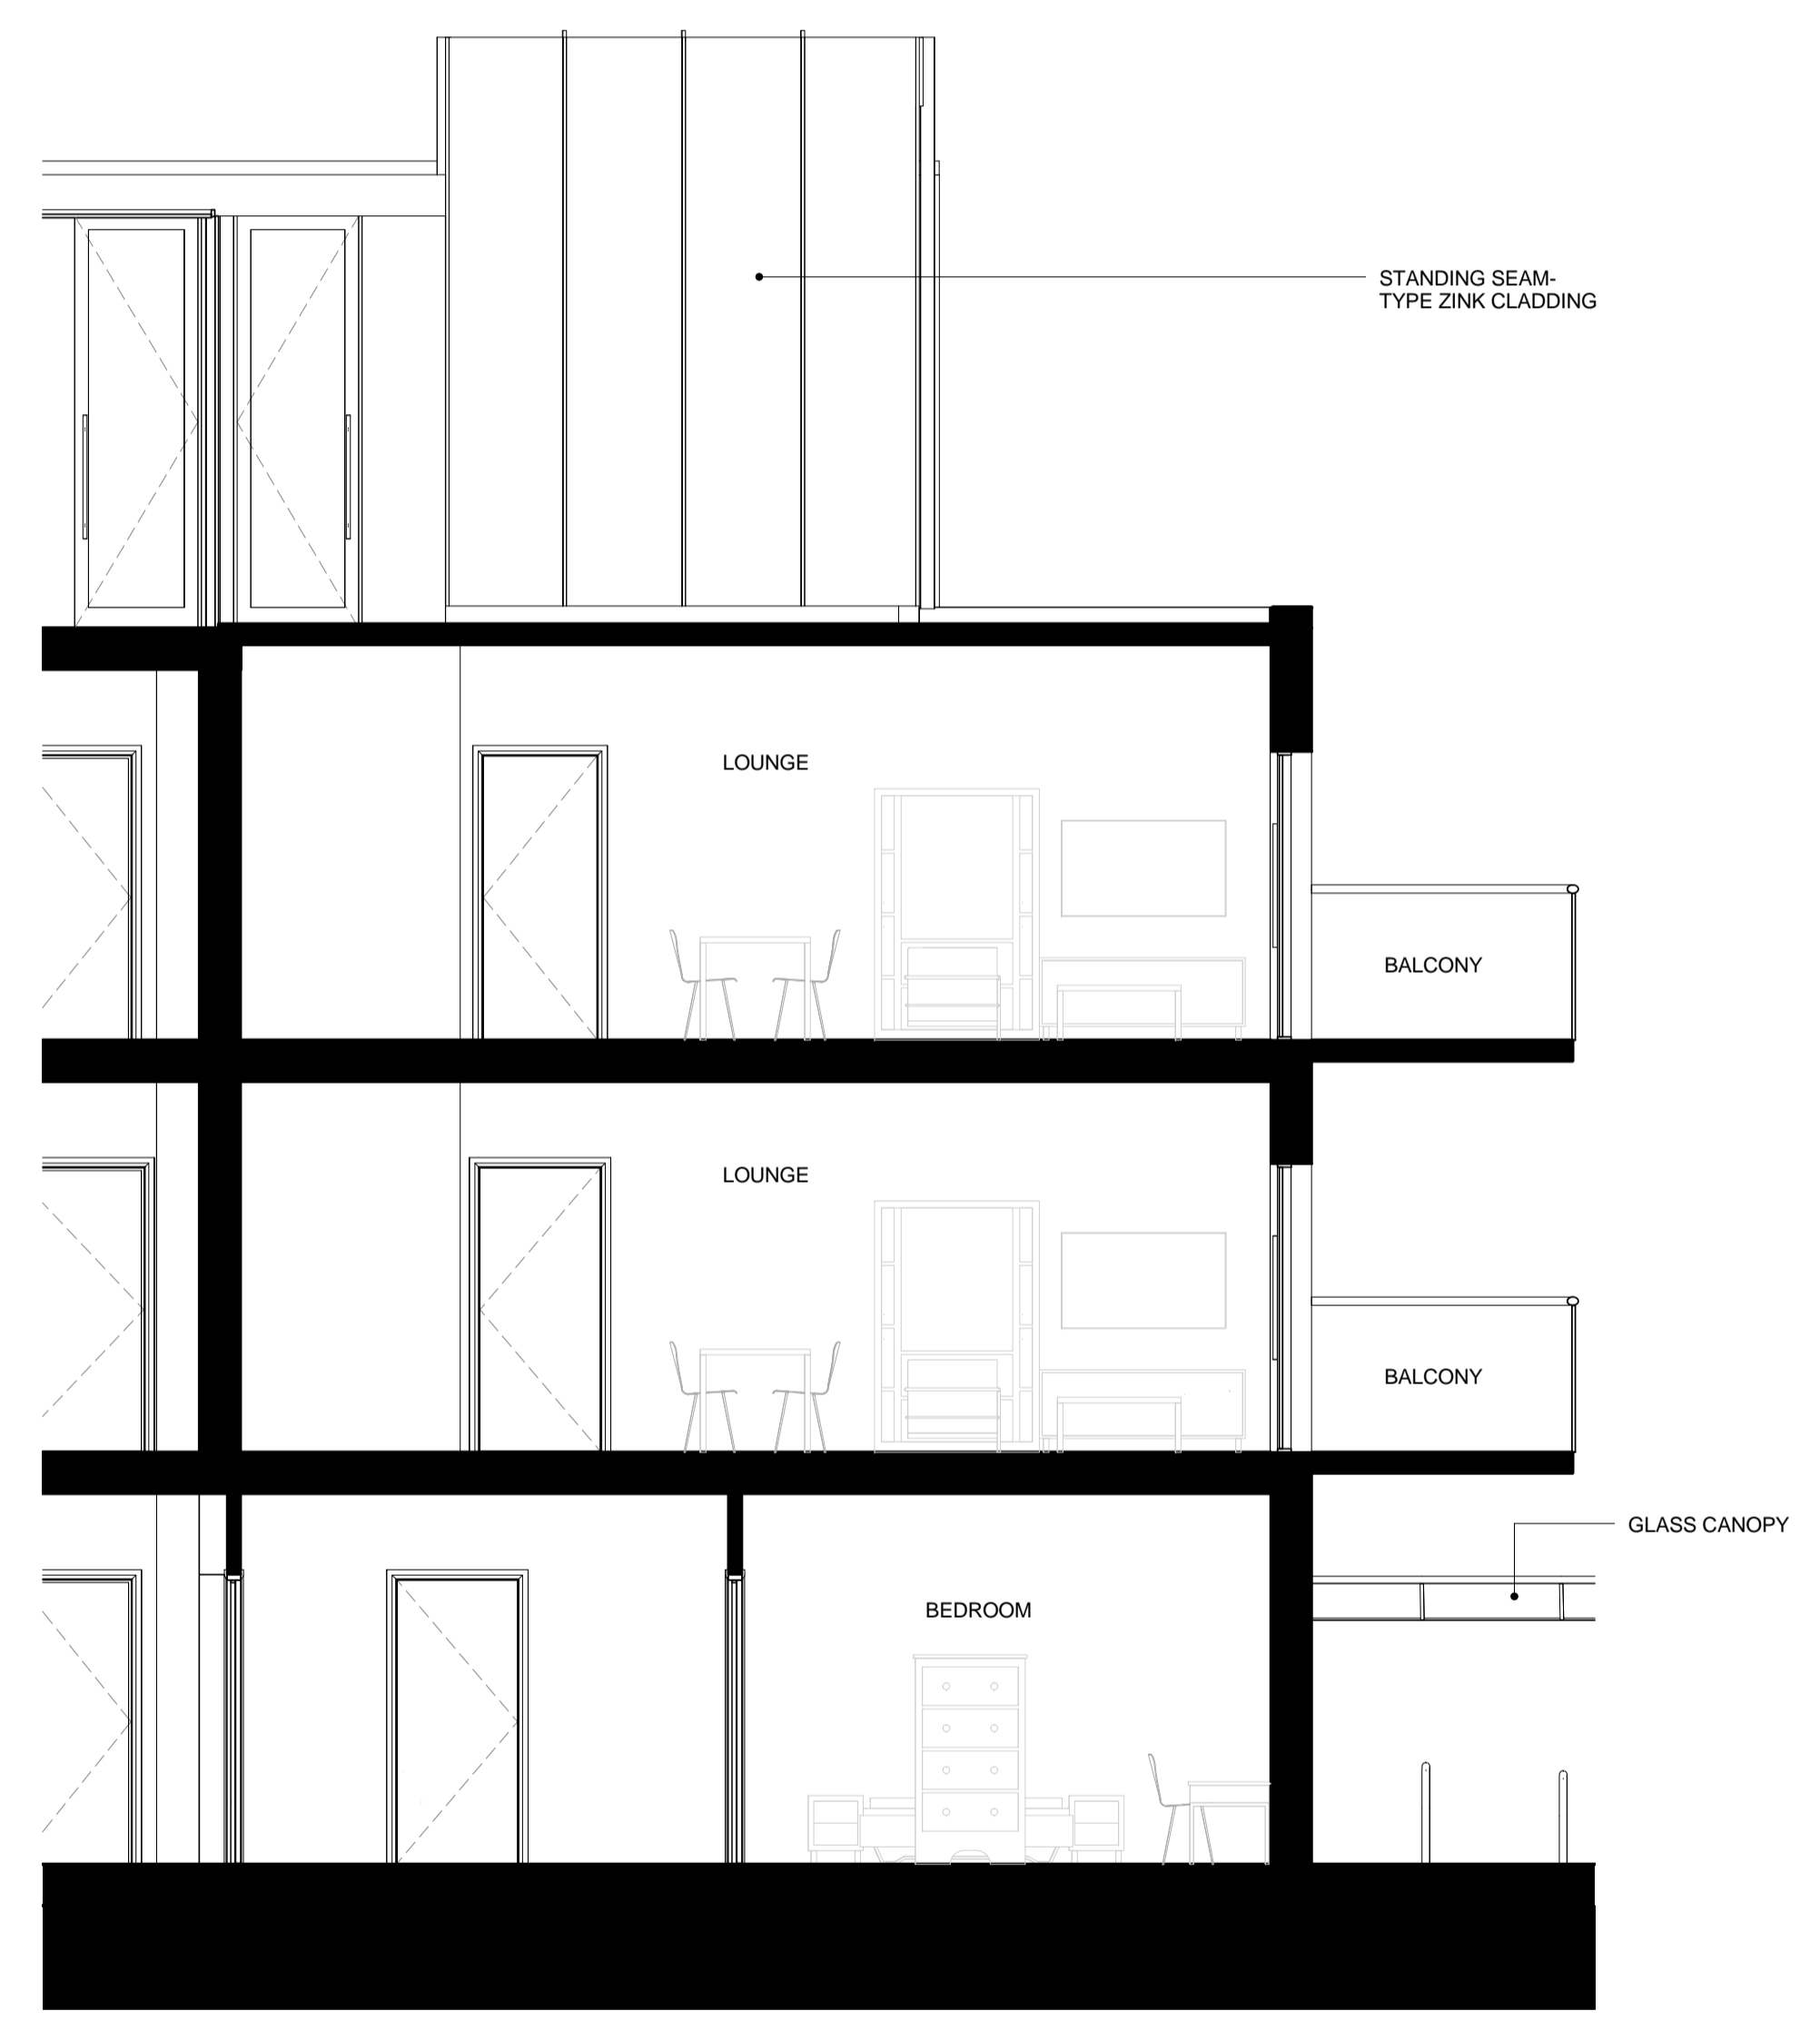 STANDING SEAM-
TYPE ZINK CLADDING
LOUNGE
BALCONY
LOUNGE
BALCONY
GLASS CANOPY
BEDROOM